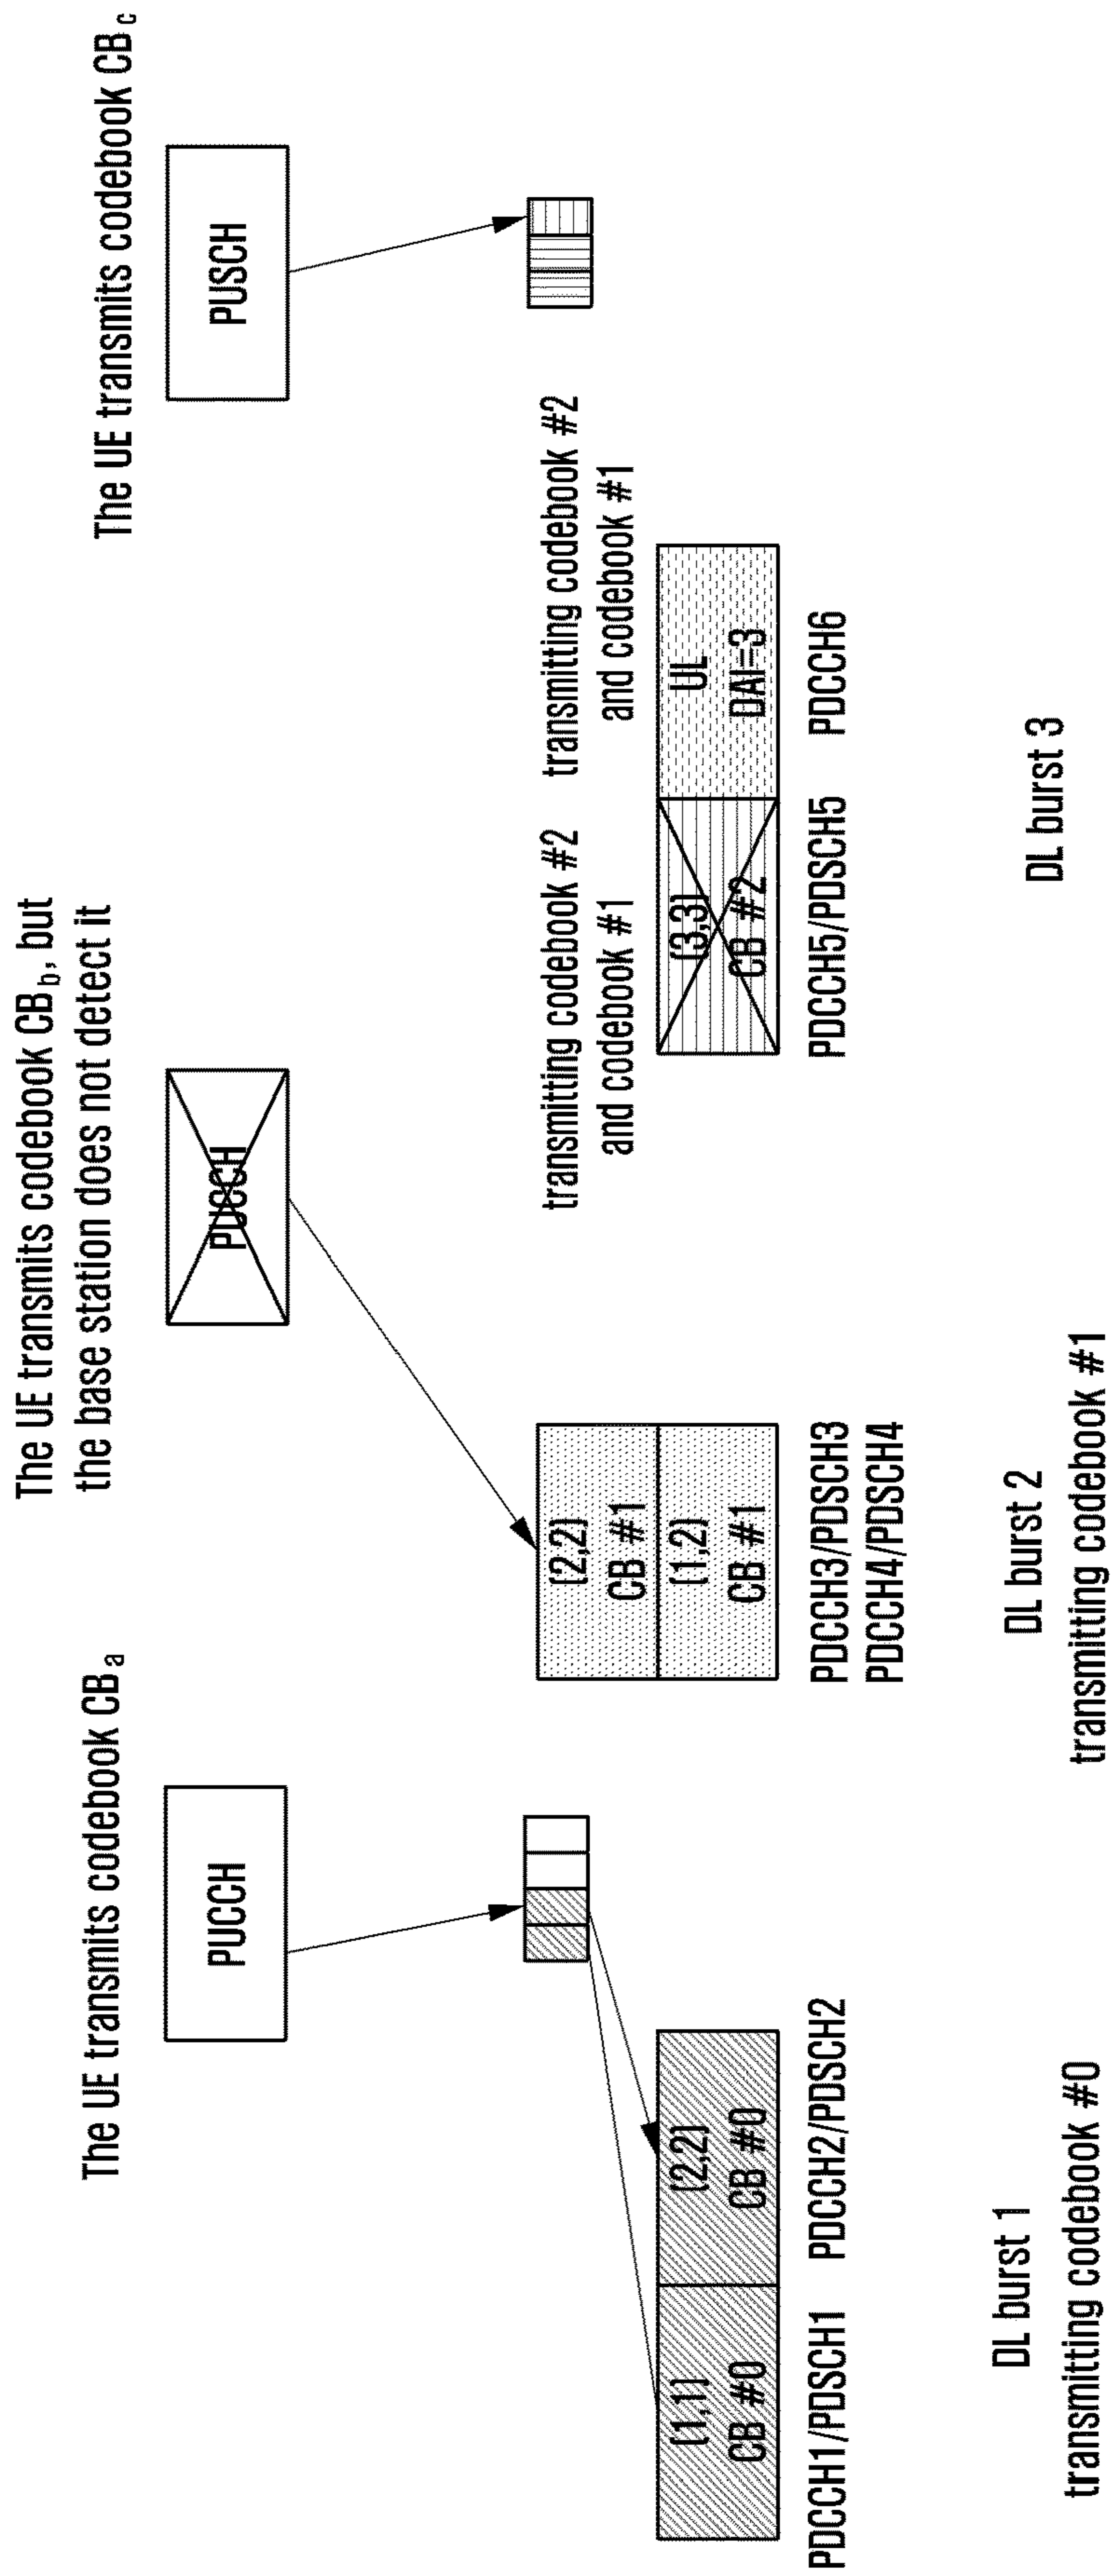 The UE transmits codebook CBa
PUCCH
(1,1)
CB #0
(2,2)
CB #0
PDCCH1/PDSCH1
PDCCH2/PDSCH2
DL burst 1
transmitting codebook #0
The UE transmits codebook CBb, but
the base station does not detect it
PUCCH
(2,2)
CB #1
(1,2)
CB #1
PDCCH3/PDSCH3
PDCCH4/PDSCH4
DL burst 2
transmitting codebook #1
The UE transmits codebook CBc
PUSCH
transmitting codebook #2
and codebook #1
transmitting codebook #2
and codebook #1
(3,3)
CB #2
UL
DAI=3
PDCCH5/PDSCH5
PDCCH6
DL burst 3